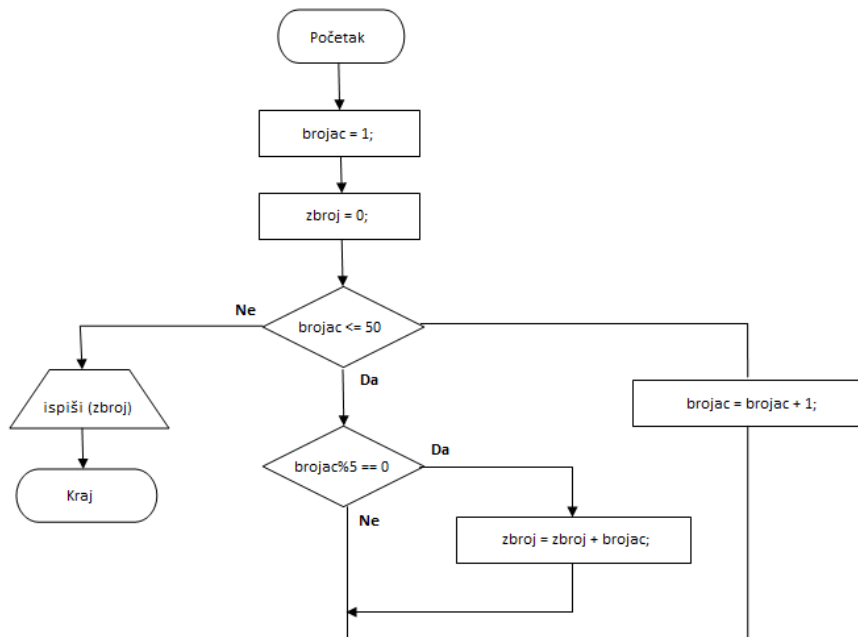 Početak
brojac = 1;
zbroj = 0;
Ne
brojac <= 50
Da
ispiši (zbroj)
brojac = brojac + 1;
Da
brojac%5 == 0
Kraj
Ne
zbroj = zbroj + brojac;